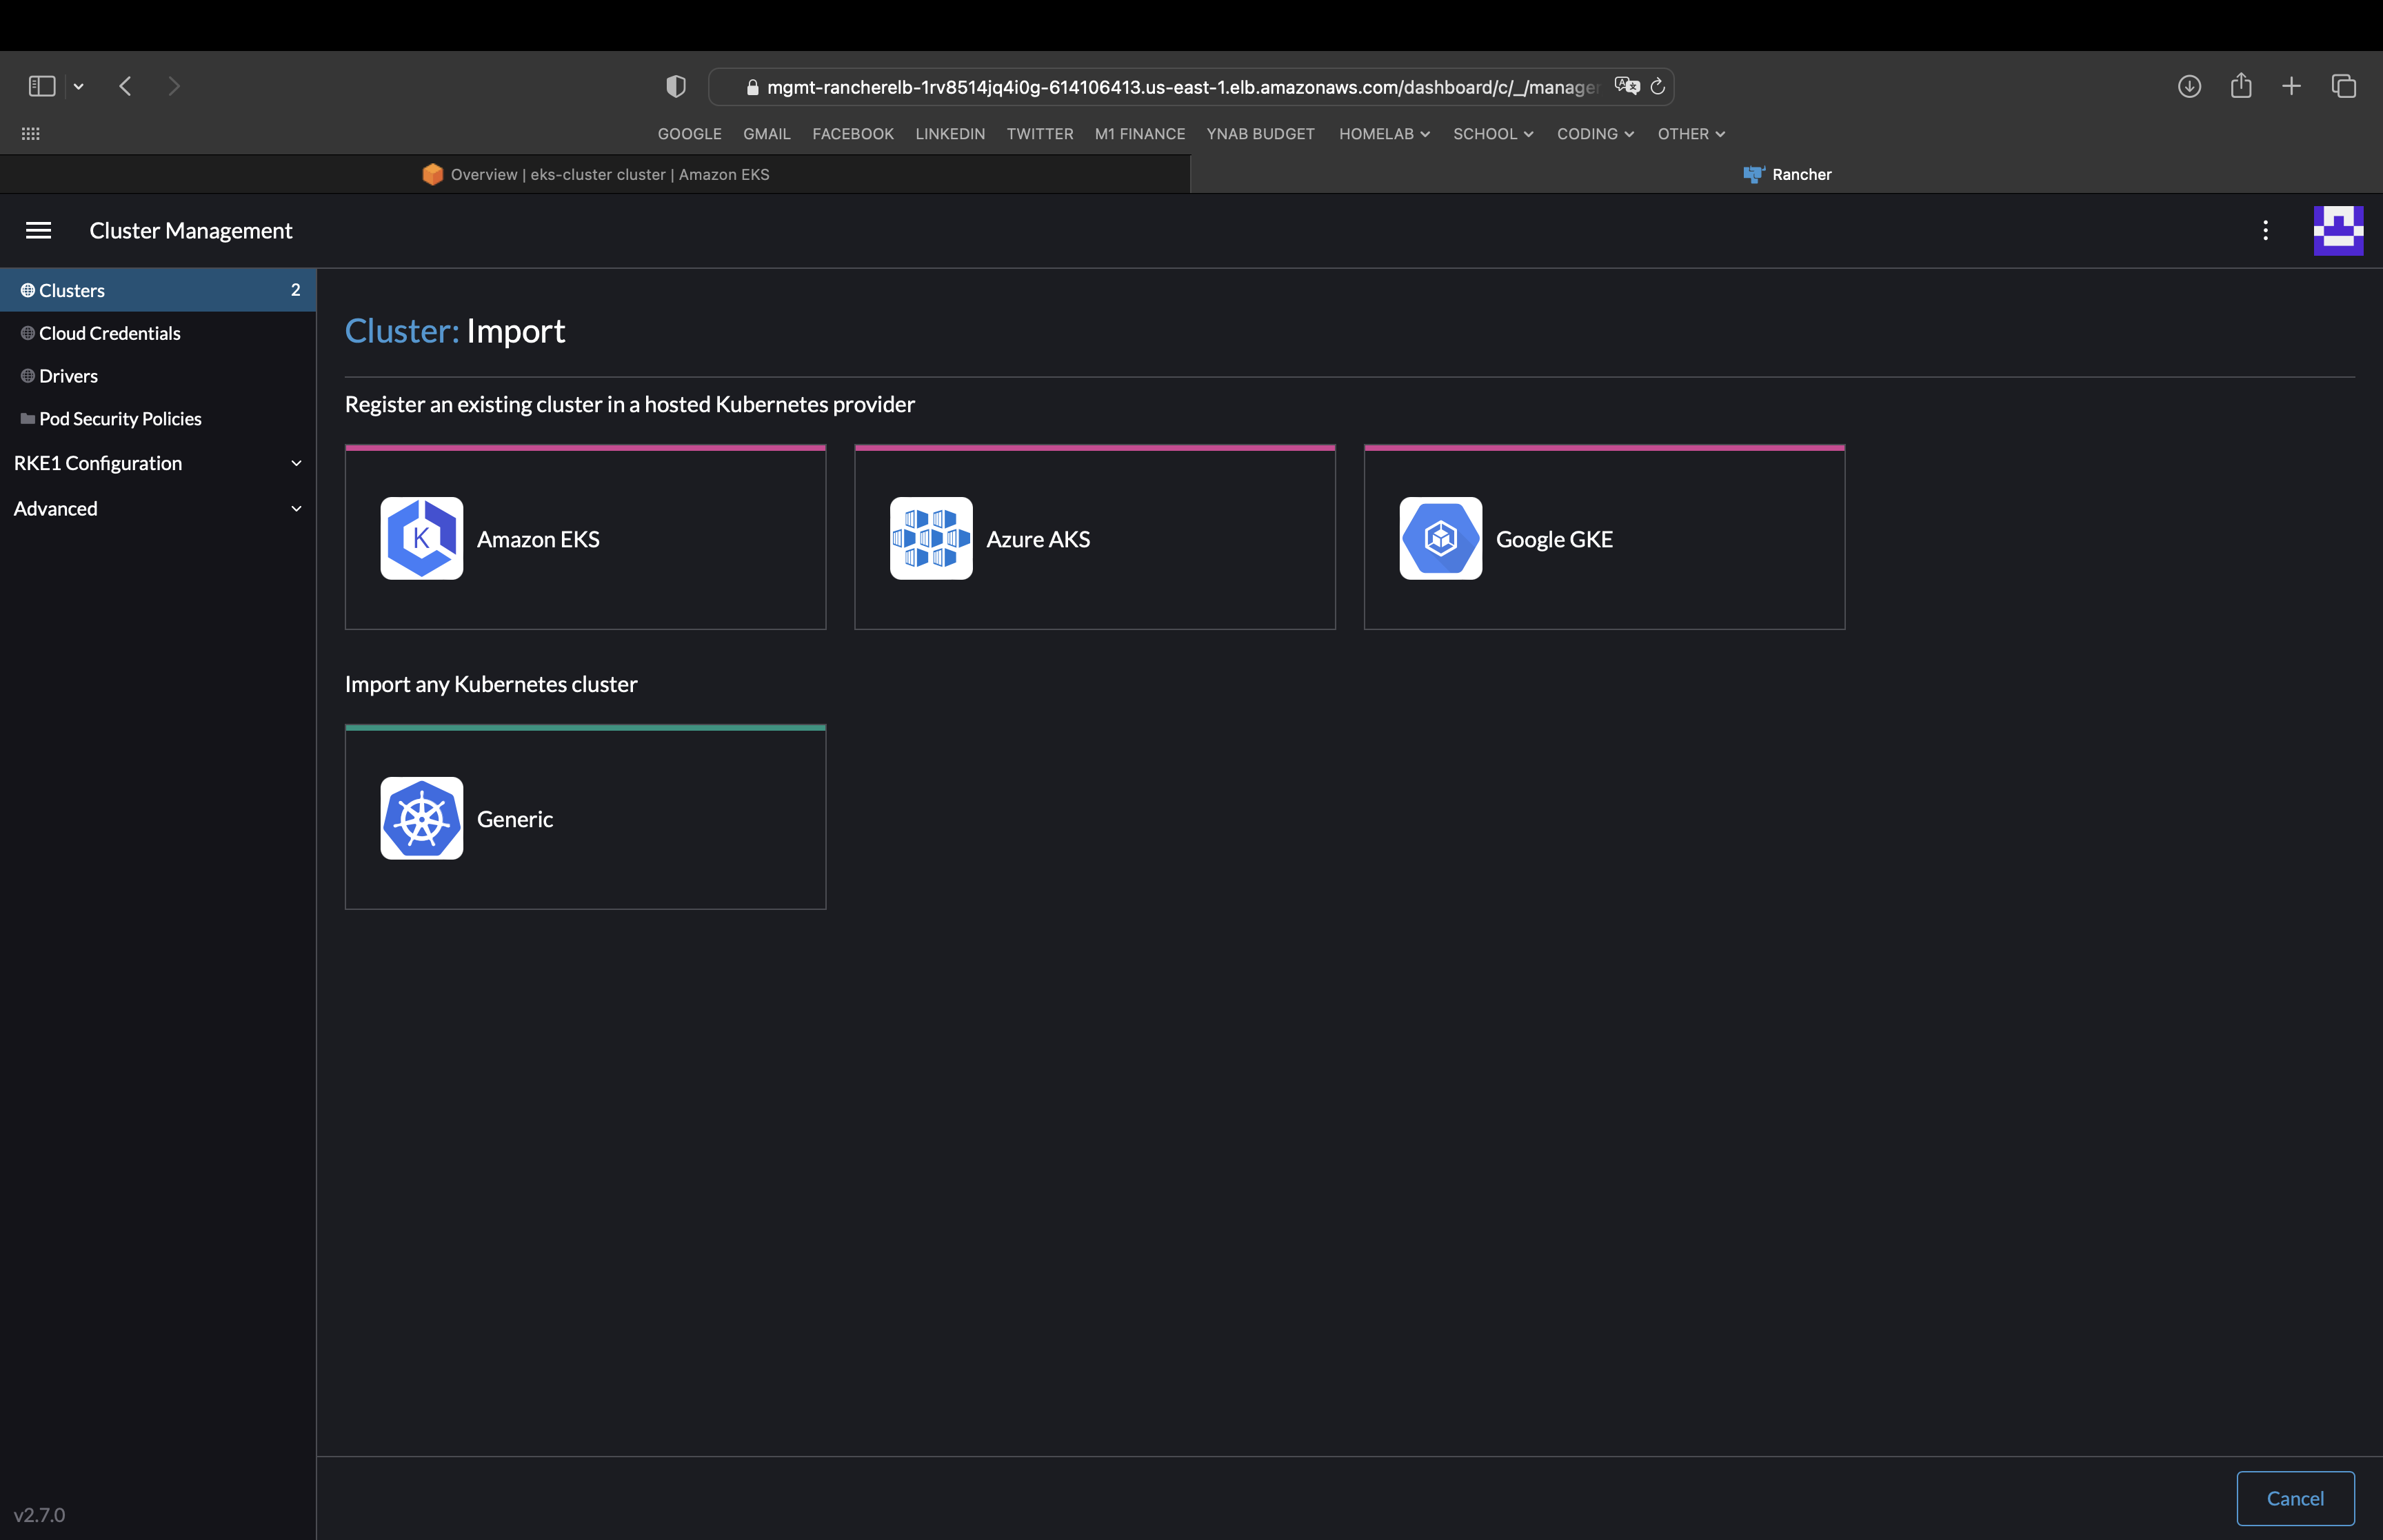 mgmt-rancherelb-1rv8514jq4i0g-614106413.us-east-1.elb.amazonaws.com/dashboard/c/_/manager
GOOGLE GMAIL FACEBOOK LINKEDIN TWITTER M1 FINANCE YNAB BUDGET HOMELAB SCHOOL CODING OTHER
Overview | eks-cluster cluster | Amazon EKS
Rancher
Cluster Management
Clusters 2
Cloud Credentials
Drivers
Pod Security Policies
RKE1 Configuration
Advanced
Cluster: Import
Register an existing cluster in a hosted Kubernetes provider
K
Amazon EKS
Azure AKS
Google GKE
Import any Kubernetes cluster
Generic
Cancel
v2.7.0